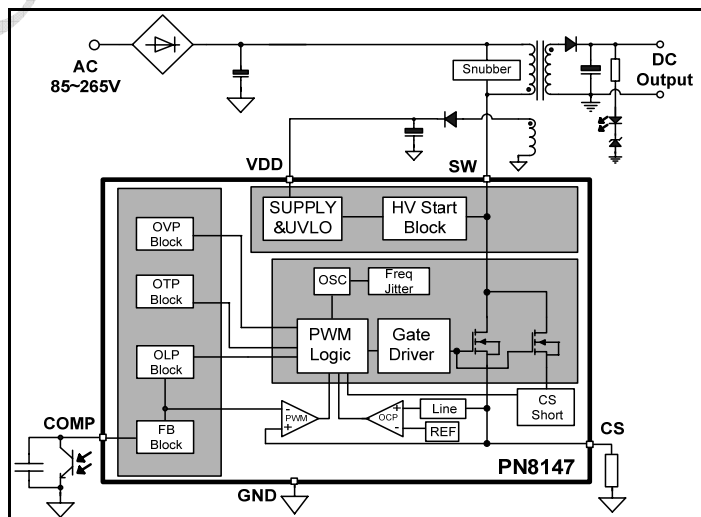 AC
85~265V
Snubber
DC
Output
VDD
SW
OVP
Block
SUPPLY
&UVLO
HV Start
Block
OTP
Block
OSC
Freq
Jitter
PWM
Logic
Gate
Driver
OLP
Block
COMP
FB
Block
-
+
PWM
OCP
+
-
Line
REF
CS
Short
CS
PN8147
GND